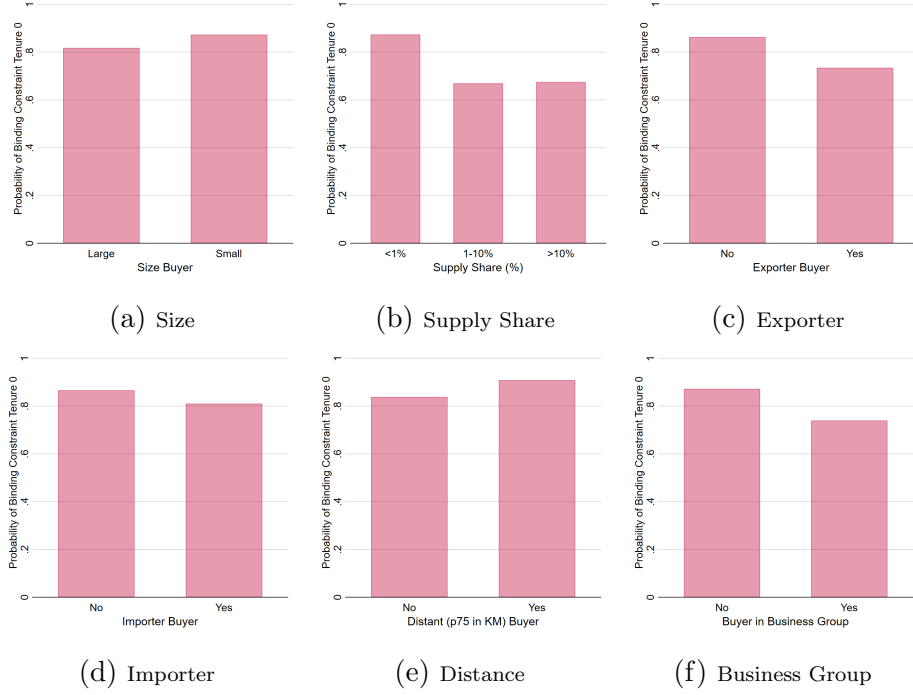 Probability of Binding Constraint Tenure 0
0 .2 .4 .6 .8 1
Large Small
Size Buyer
(a) Size
Probability of Binding Constraint Tenure 0
0 .2 .4 .6 .8 1
<1% 1-10% >10%
Supply Share (%)
(b) Supply Share
Probability of Binding Constraint Tenure 0
0 .2 .4 .6 .8 1
No Yes
Exporter Buyer
(c) Exporter
Probability of Binding Constraint Tenure 0
0 .2 .4 .6 .8 1
No Yes
Importer Buyer
(d) Importer
Probability of Binding Constraint Tenure 0
0 .2 .4 .6 .8 1
No Yes
Distant (p75 in KM) Buyer
(e) Distance
Probability of Binding Constraint Tenure 0
0 .2 .4 .6 .8 1
No Yes
Buyer in Business Group
(f) Business Group